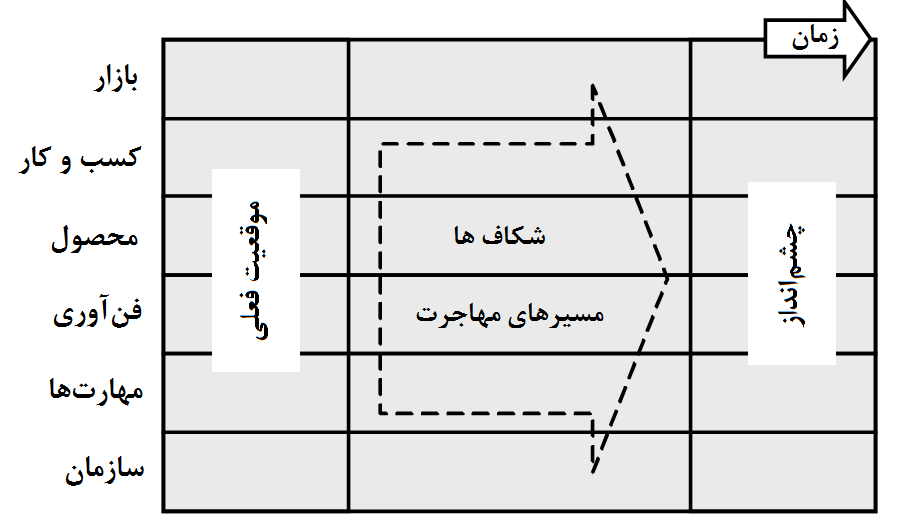 زمان
بازار
کسب و کار
محصول
فن‌آوری
مهارت‌ها
سازمان
موقعیت فعلی
شکاف ها
مسیرهای مهاجرت
چشم‌انداز